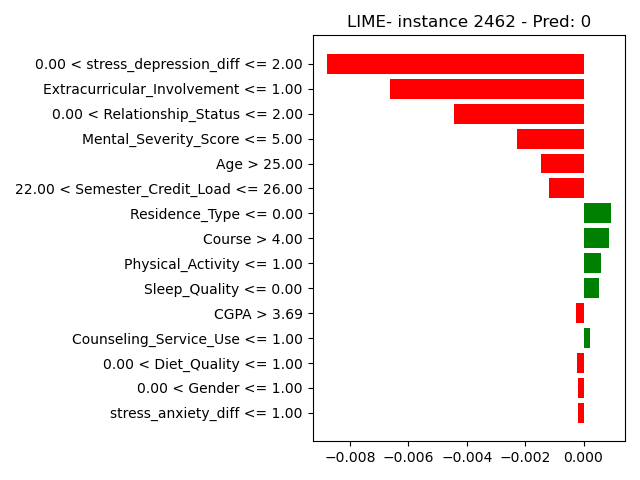 LIME- instance 2462 - Pred: 0
0.00 < stress_depression_diff <= 2.00
Extracurricular_Involvement <= 1.00
0.00 < Relationship_Status <= 2.00
Mental_Severity_Score <= 5.00
Age > 25.00
22.00 < Semester_Credit_Load <= 26.00
Residence_Type <= 0.00
Course > 4.00
Physical_Activity <= 1.00
Sleep_Quality <= 0.00
CGPA > 3.69
Counseling_Service_Use <= 1.00
0.00 < Diet_Quality <= 1.00
0.00 < Gender <= 1.00
stress_anxiety_diff <= 1.00
−0.008 −0.006 −0.004 −0.002 0.000